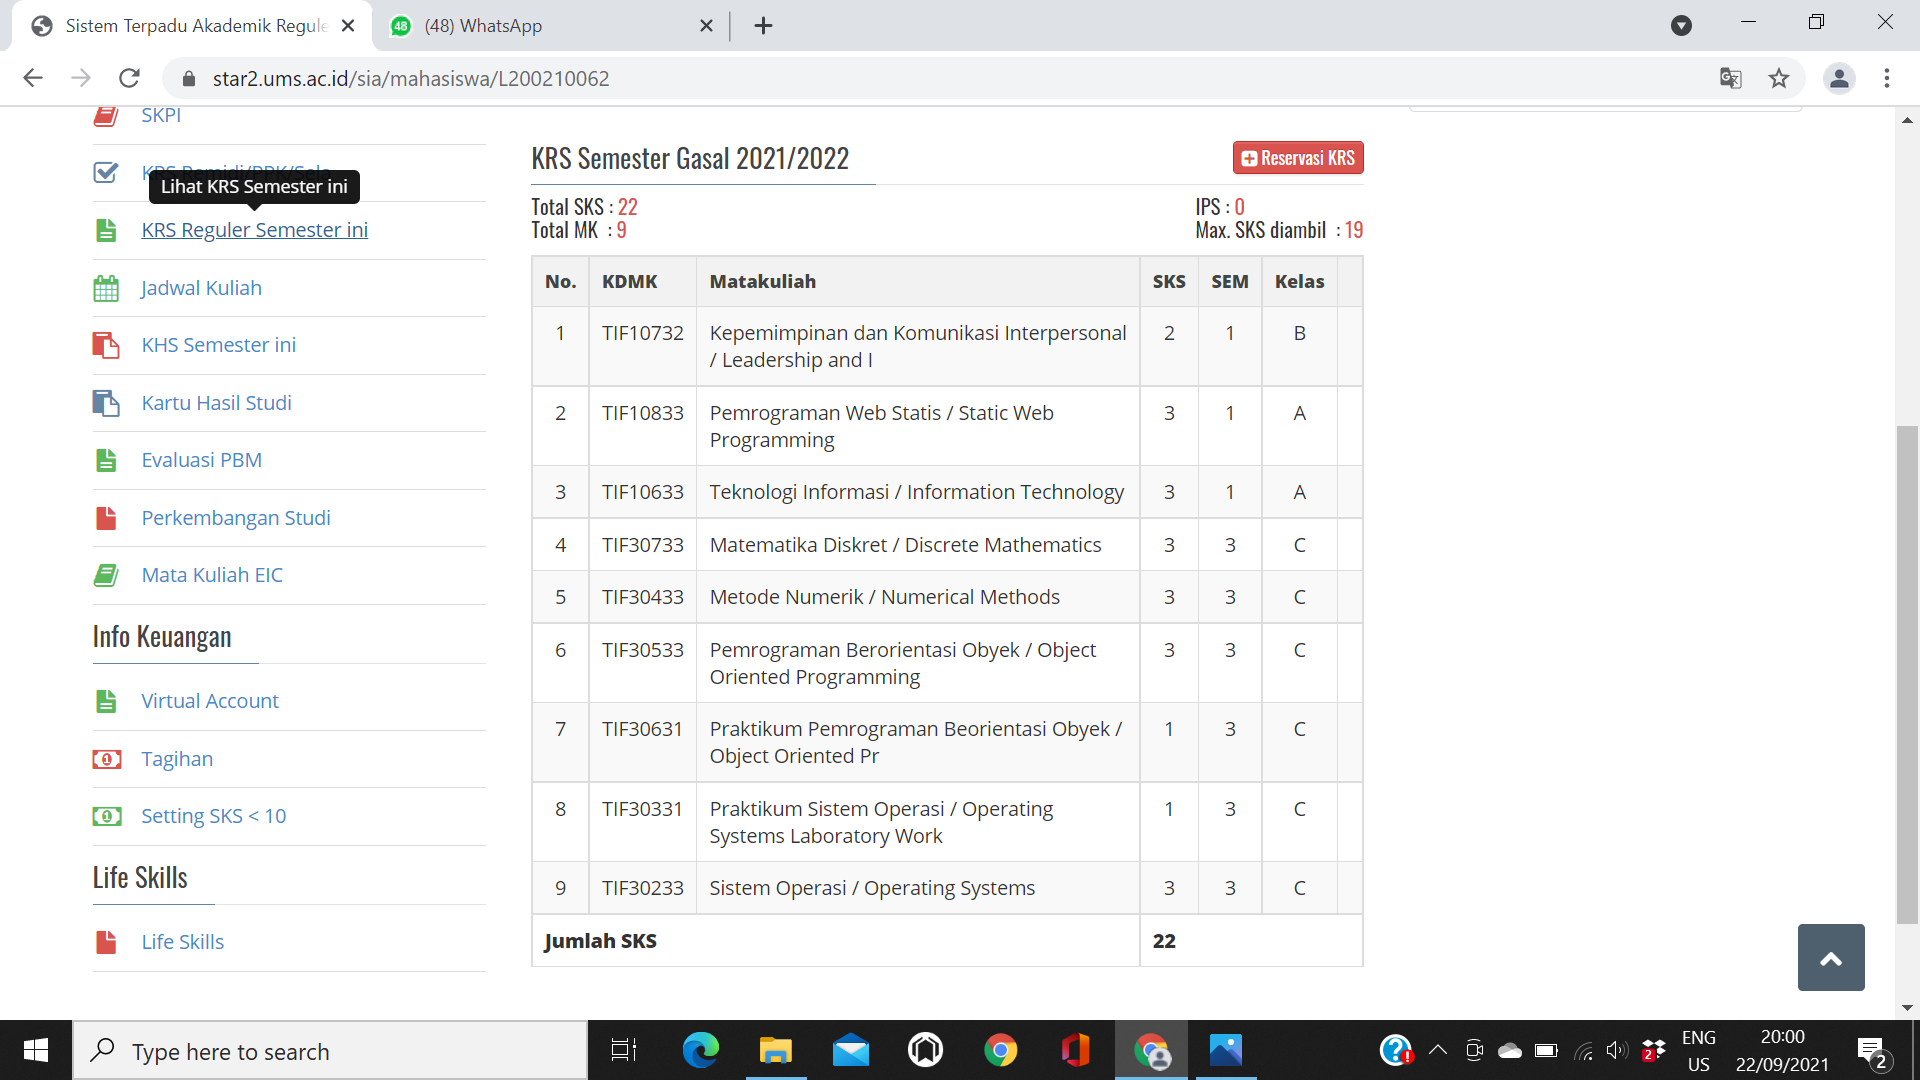 Sistem Terpadu Akademik Regule
(48) WhatsApp
star2.ums.ac.id/sia/mahasiswa/L200210062
SKPI
KRS Remidi/PPK/Sela
Lihat KRS Semester ini
KRS Reguler Semester ini
Jadwal Kuliah
KHS Semester ini
Kartu Hasil Studi
Evaluasi PBM
Perkembangan Studi
Mata Kuliah EIC
Info Keuangan
Virtual Account
Tagihan
Setting SKS < 10
Life Skills
Life Skills
KRS Semester Gasal 2021/2022
Reservasi KRS
Total SKS : 22
Total MK : 9
IPS : 0
Max. SKS diambil : 19
No. KDMK Matakuliah SKS SEM Kelas
1 TIF10732 Kepemimpinan dan Komunikasi Interpersonal 2 1 B
/ Leadership and I
2 TIF10833 Pemrograman Web Statis / Static Web 3 1 A
Programming
3 TIF10633 Teknologi Informasi / Information Technology 3 1 A
4 TIF30733 Matematika Diskret / Discrete Mathematics 3 3 C
5 TIF30433 Metode Numerik / Numerical Methods 3 3 C
6 TIF30533 Pemrograman Berorientasi Obyek / Object 3 3 C
Oriented Programming
7 TIF30631 Praktikum Pemrograman Beorientasi Obyek / 1 3 C
Object Oriented Pr
8 TIF30331 Praktikum Sistem Operasi / Operating 1 3 C
Systems Laboratory Work
9 TIF30233 Sistem Operasi / Operating Systems 3 3 C
Jumlah SKS 22
Type here to search
ENG
US
20:00
22/09/2021
2